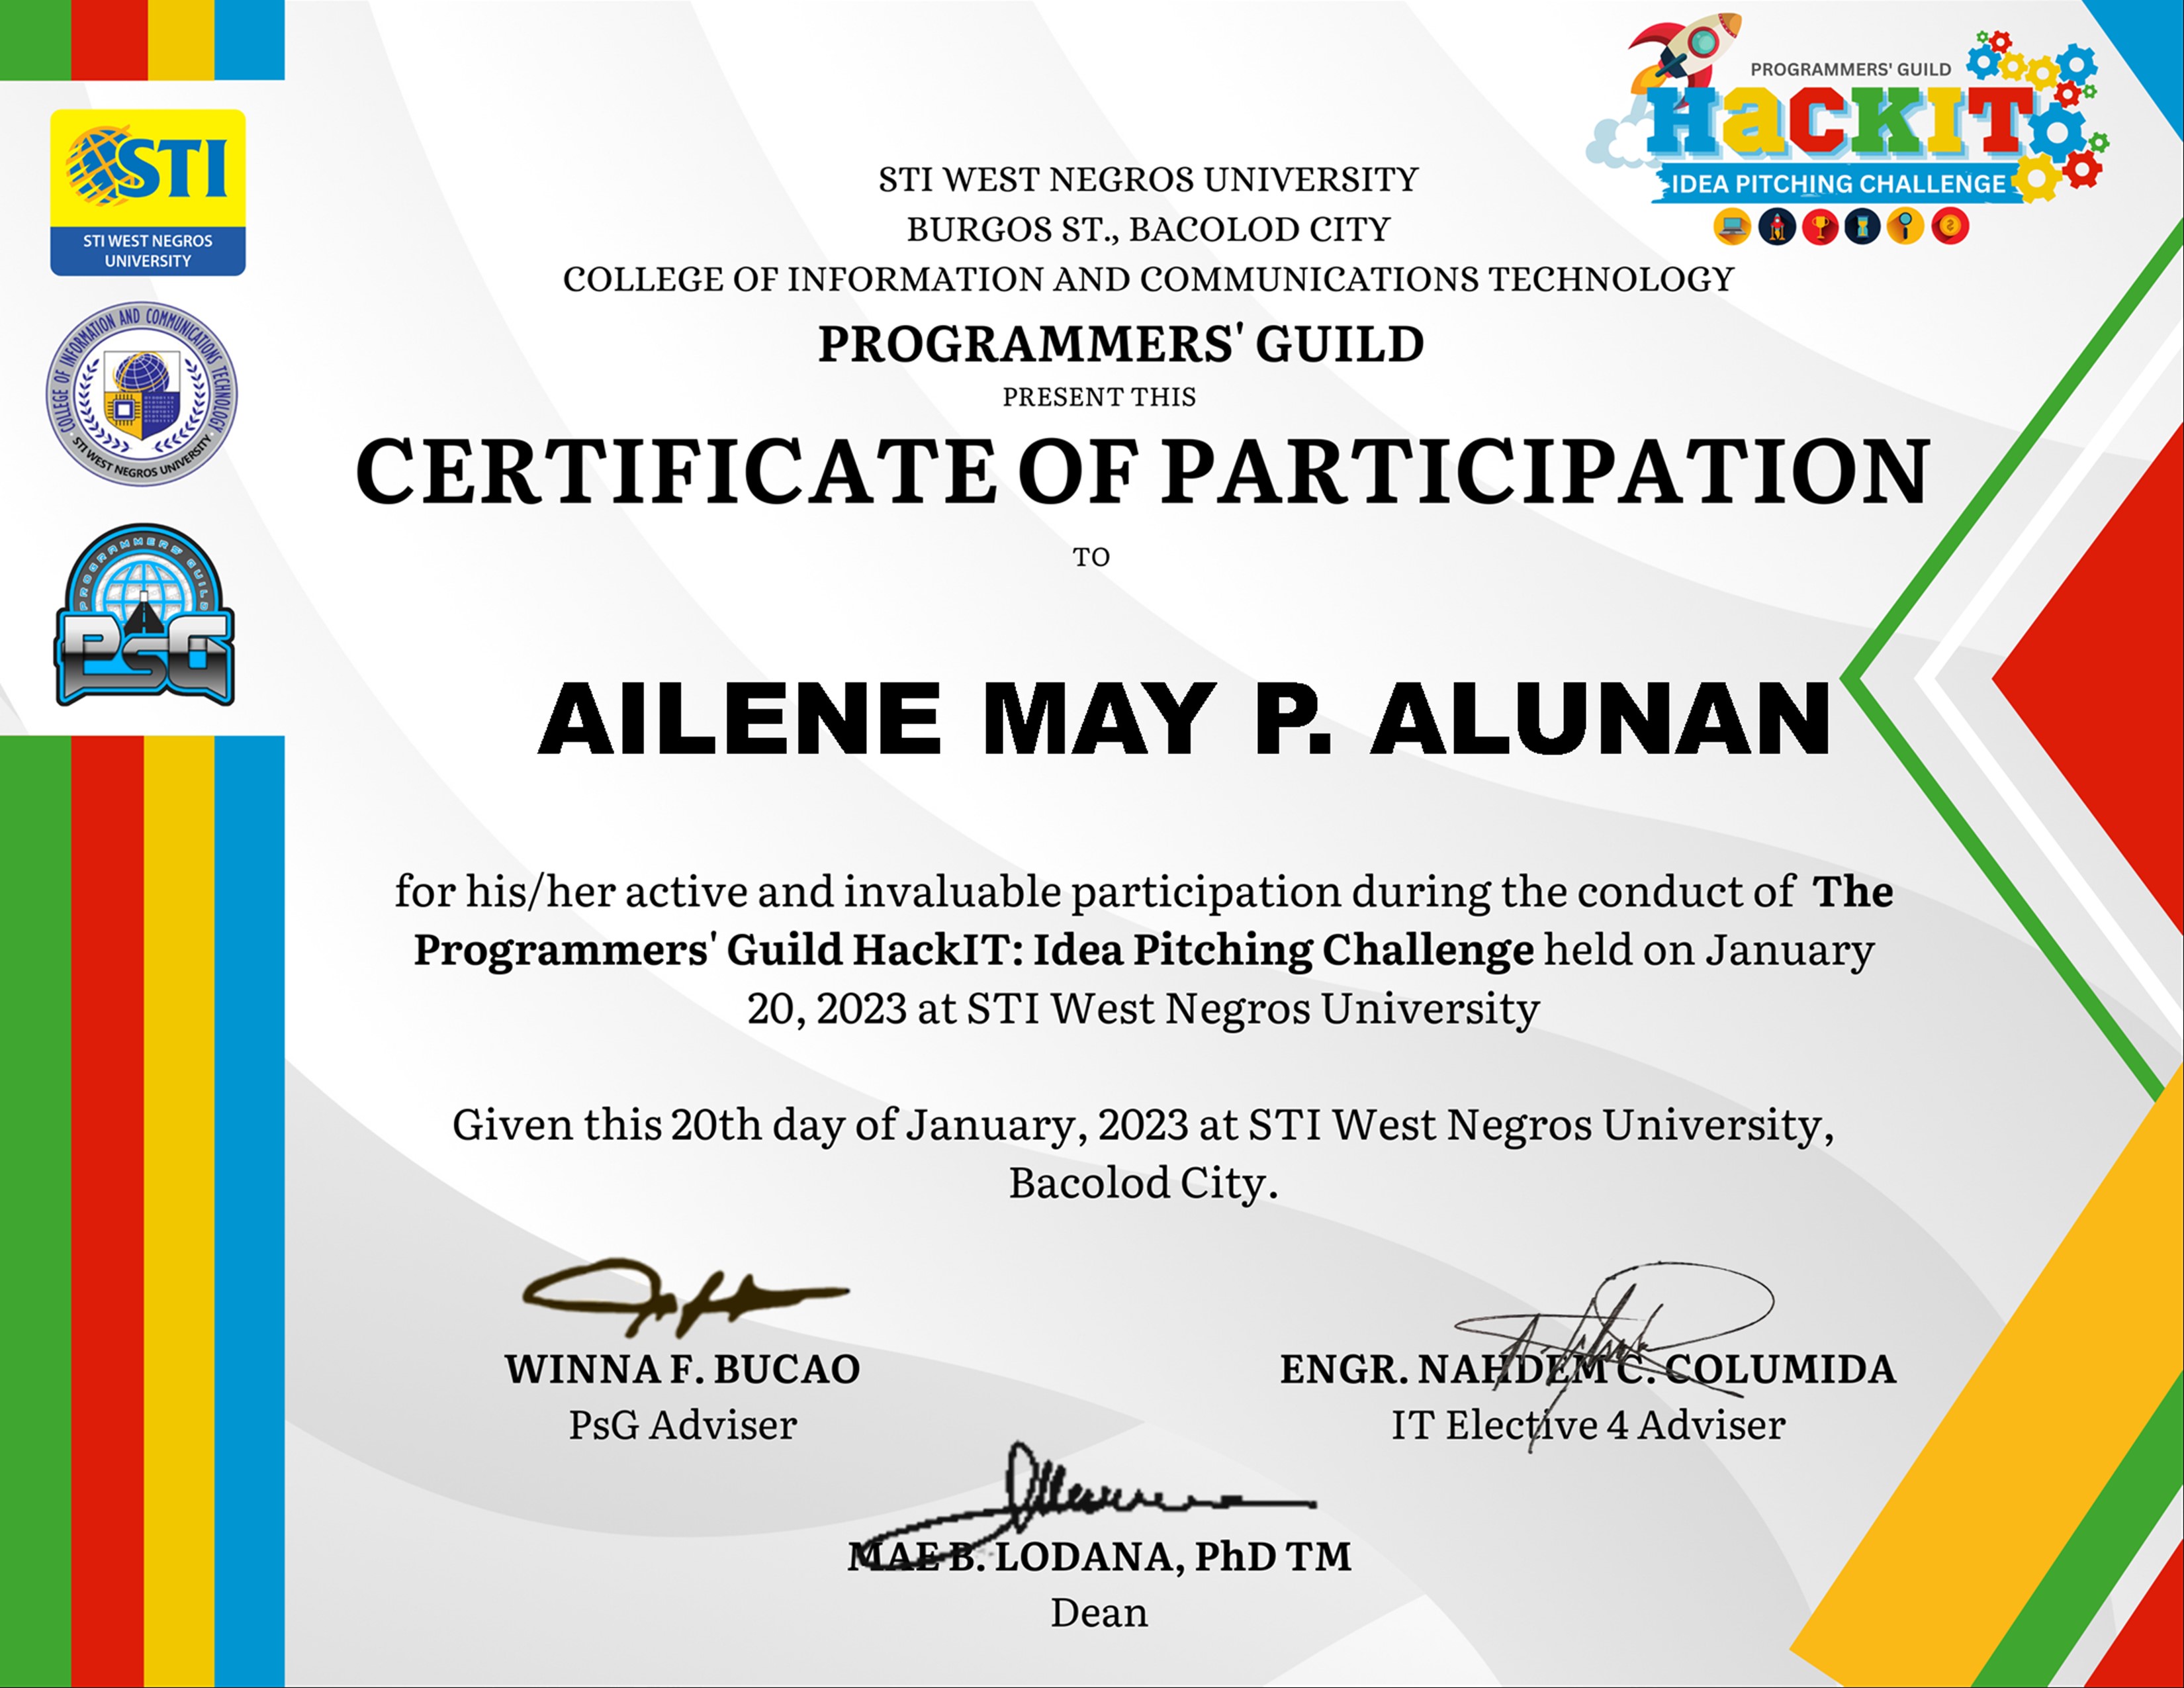 PROGRAMMERS' GUILD
HaCKIT
IDEA PITCHING CHALLENGE
STI
STI WEST NEGROS
UNIVERSITY
COLLEGE OF INFORMATION AND COMMUNICATIONS TECHNOLOGY
STI WEST NEGROS UNIVERSITY
PROGRAMMERS' GUILD
PsG
STI WEST NEGROS UNIVERSITY
BURGOS ST., BACOLOD CITY
COLLEGE OF INFORMATION AND COMMUNICATIONS TECHNOLOGY
PROGRAMMERS' GUILD
PRESENT THIS
CERTIFICATE OF PARTICIPATION
TO
AILENE MAY P. ALUNAN
for his/her active and invaluable participation during the conduct of The
Programmers' Guild HackIT: Idea Pitching Challenge held on January
20, 2023 at STI West Negros University
Given this 20th day of January, 2023 at STI West Negros University,
Bacolod City.
WINNA F. BUCAO
PsG Adviser
ENGR. NAHDEM C. COLUMIDA
IT Elective 4 Adviser
MAE B. LODANA, PhD TM
Dean